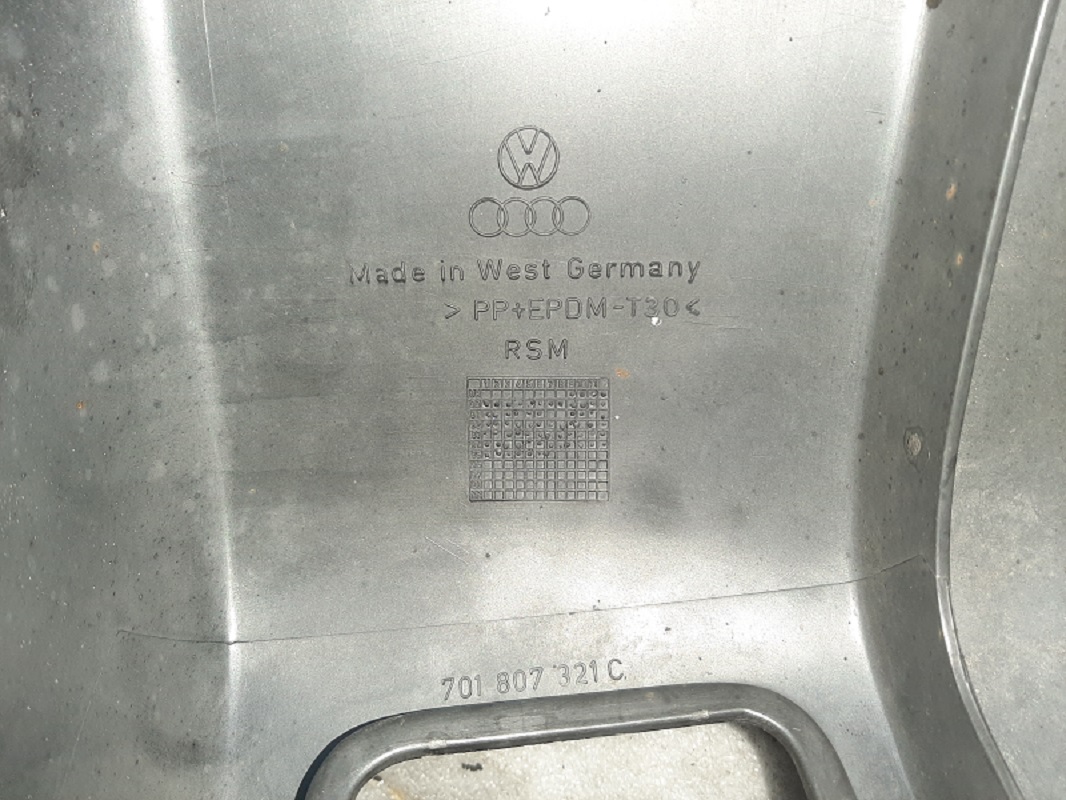 Made in West Germany
>PP+EPDM-T30<
RSM
701 807 321 C